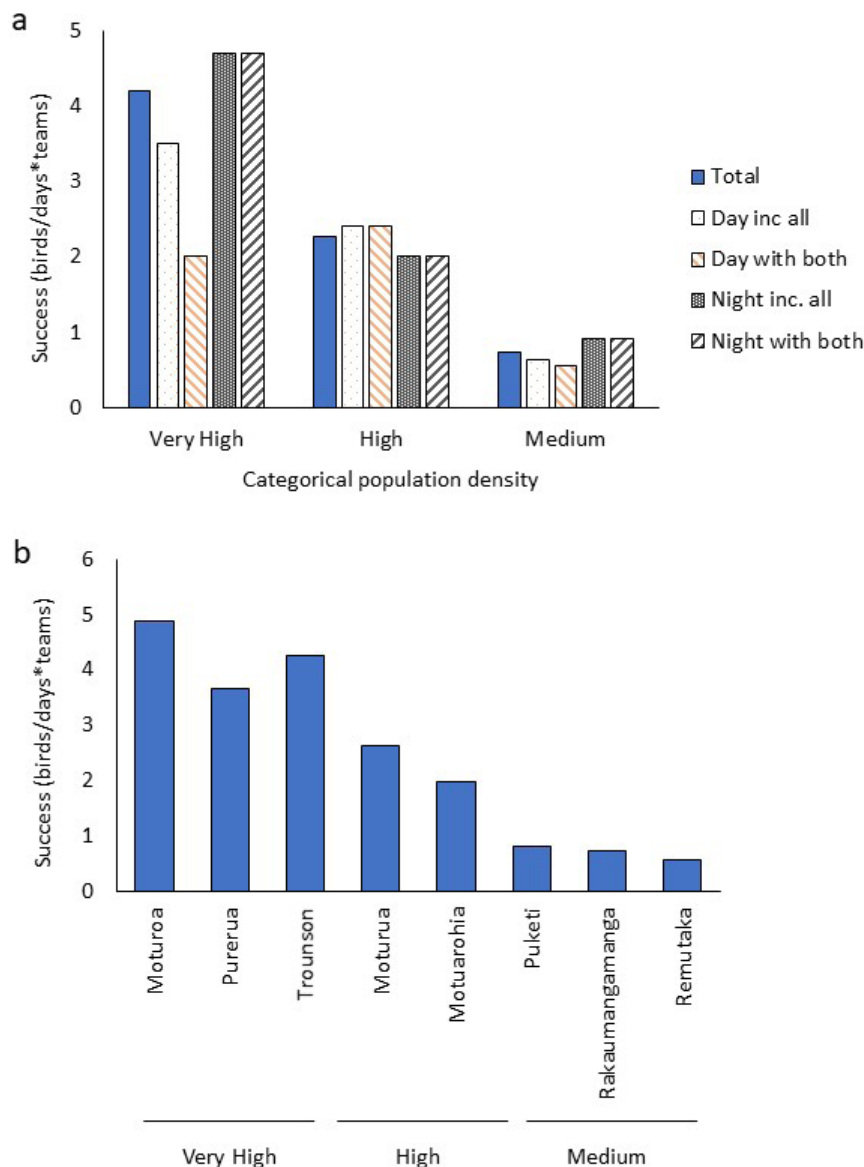 a
Success (birds/days*teams)
5
4
3
2
1
0
Very High High Medium
Categorical population density
Total
Day inc all
Day with both
Night inc. all
Night with both
b
Success (birds/days*teams)
6
5
4
3
2
1
0
Moturoa
Purerua
Trounson
Moturua
Motuarohia
Puketi
Rakaumangamanga
Remutaka
Very High High Medium